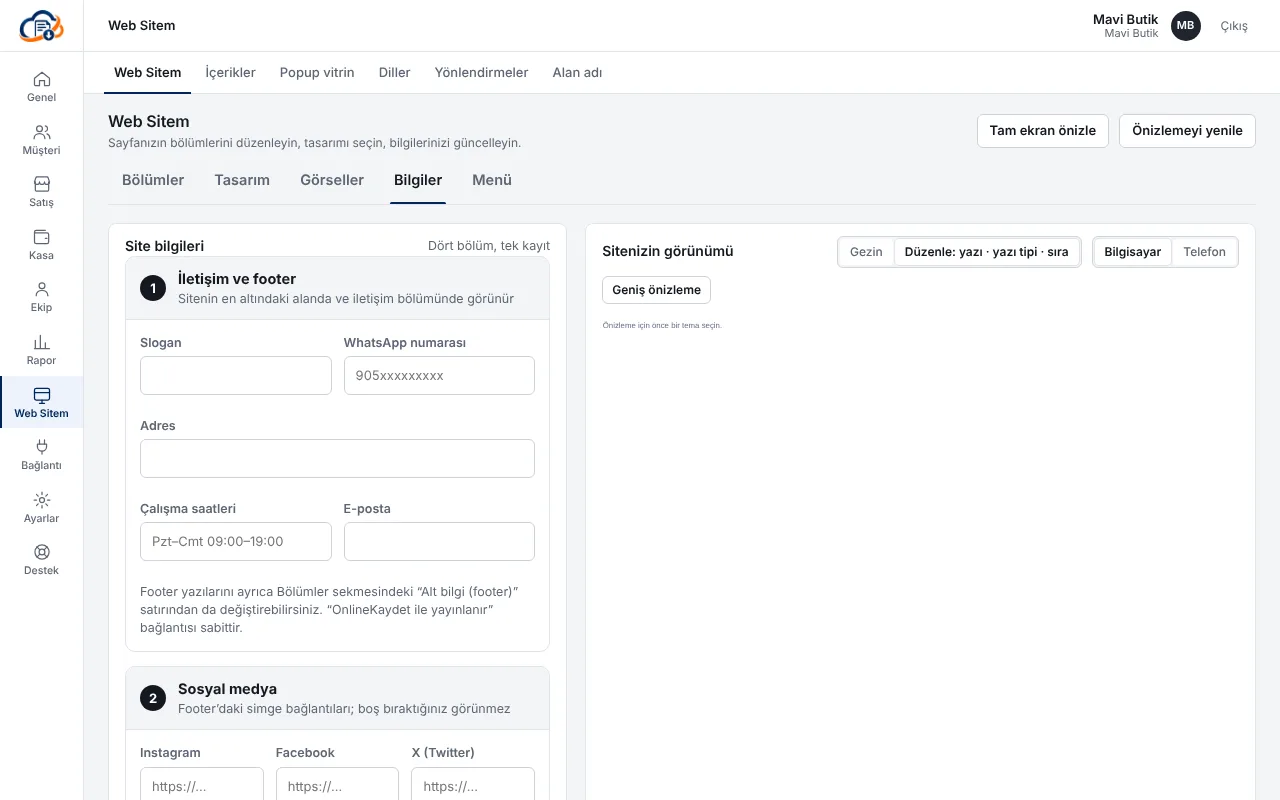 Web Sitem
Mavi Butik
Mavi Butik
MB
Çıkış
Genel
Müşteri
Satış
Kasa
Ekip
Rapor
Web Sitem
Bağlantı
Ayarlar
Destek
Web Sitem İçerikler Popup vitrin Diller Yönlendirmeler Alan adı
Web Sitem
Sayfanızın bölümlerini düzenleyin, tasarımı seçin, bilgilerinizi güncelleyin.
Tam ekran önizle Önizlemeyi yenile
Bölümler Tasarım Görseller Bilgiler Menü
Site bilgileri Dört bölüm, tek kayıt
1 İletişim ve footer
Sitenin en altındaki alanda ve iletişim bölümünde görünür
Slogan WhatsApp numarası
905xxxxxxxxx
Adres
Çalışma saatleri E-posta
Pzt–Cmt 09:00–19:00
Footer yazılarını ayrıca Bölümler sekmesindeki “Alt bilgi (footer)”
satırından da değiştirebilirsiniz. “OnlineKaydet ile yayınlanır”
bağlantısı sabittir.
2 Sosyal medya
Footer’daki simge bağlantıları; boş bıraktığınız görünmez
Instagram Facebook X (Twitter)
https://... https://... https://...
Sitenizin görünümü
Gezin Düzenle: yazı · yazı tipi · sıra Bilgisayar Telefon
Geniş önizleme
Önizleme için once bir tema seçin.